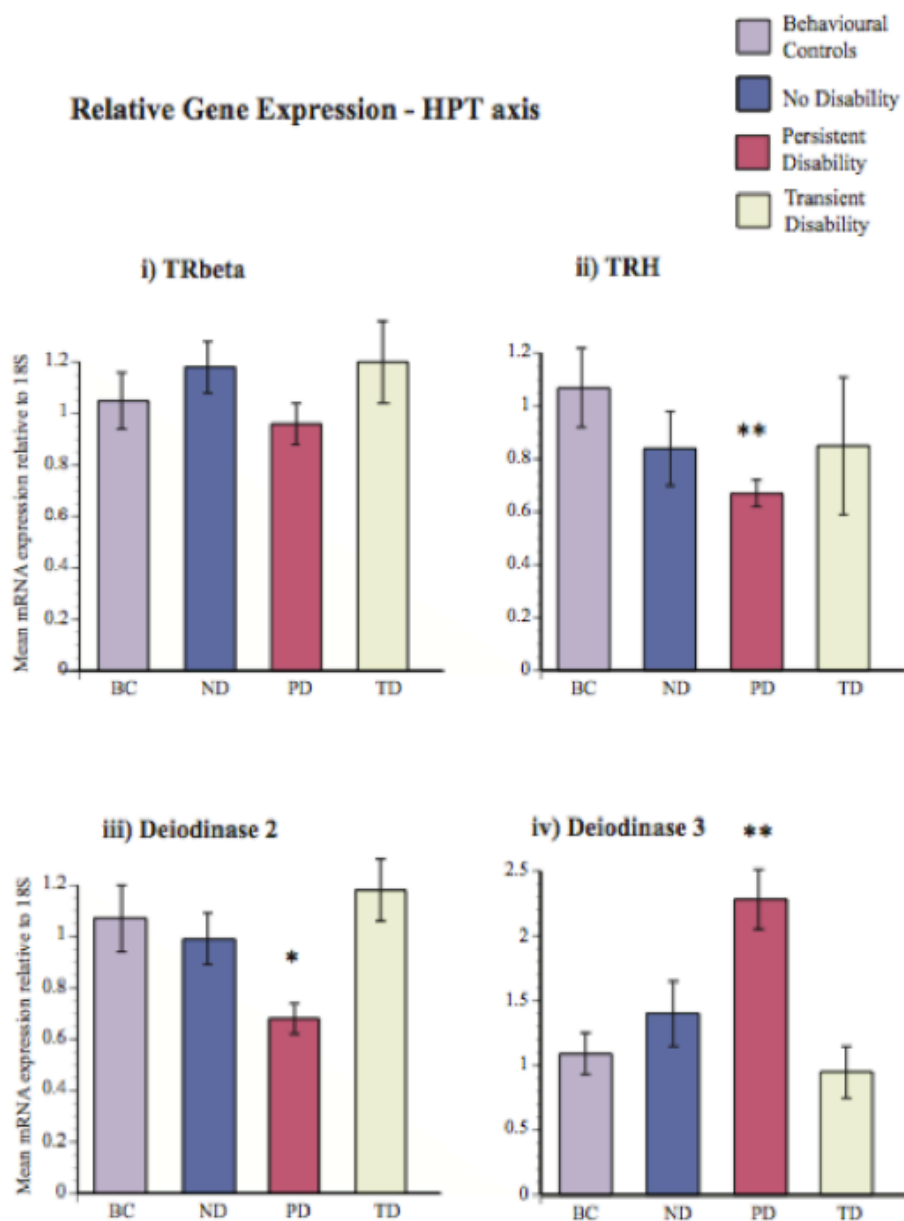 Behavioural
Controls
No Disability
Persistent
Disability
Transient
Disability
Relative Gene Expression - HPT axis
i) TRbeta
Mean mRNA expression relative to 18S
1.2
1
0.8
0.6
0.4
0.2
0
BC ND PD TD
ii) TRH
1.2
1
0.8
0.6
0.4
0.2
0
**
BC ND PD TD
iii) Deiodinase 2
Mean mRNA expression relative to 18S
1.2
1
0.8
0.6
0.4
0.2
0
*
BC ND PD TD
iv) Deiodinase 3
**
2.5
2
1.5
1
0.5
0
BC ND PD TD